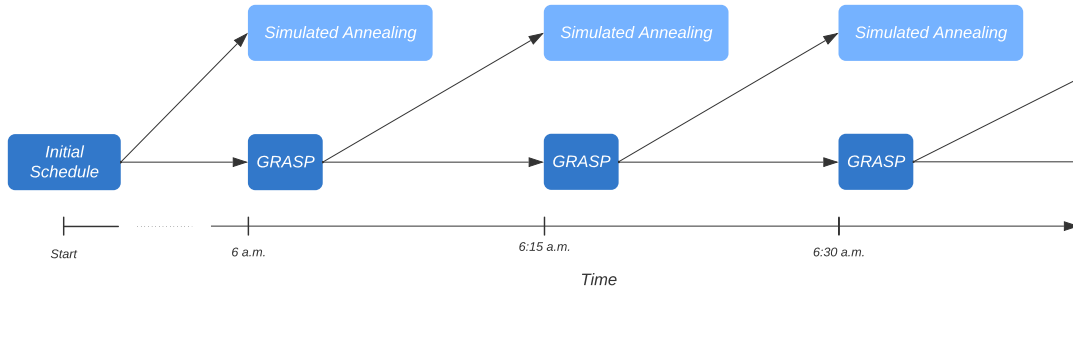 Simulated Annealing
Simulated Annealing
Simulated Annealing
Initial
Schedule
GRASP
GRASP
GRASP
Start
6 a.m.
6:15 a.m.
6:30 a.m.
Time